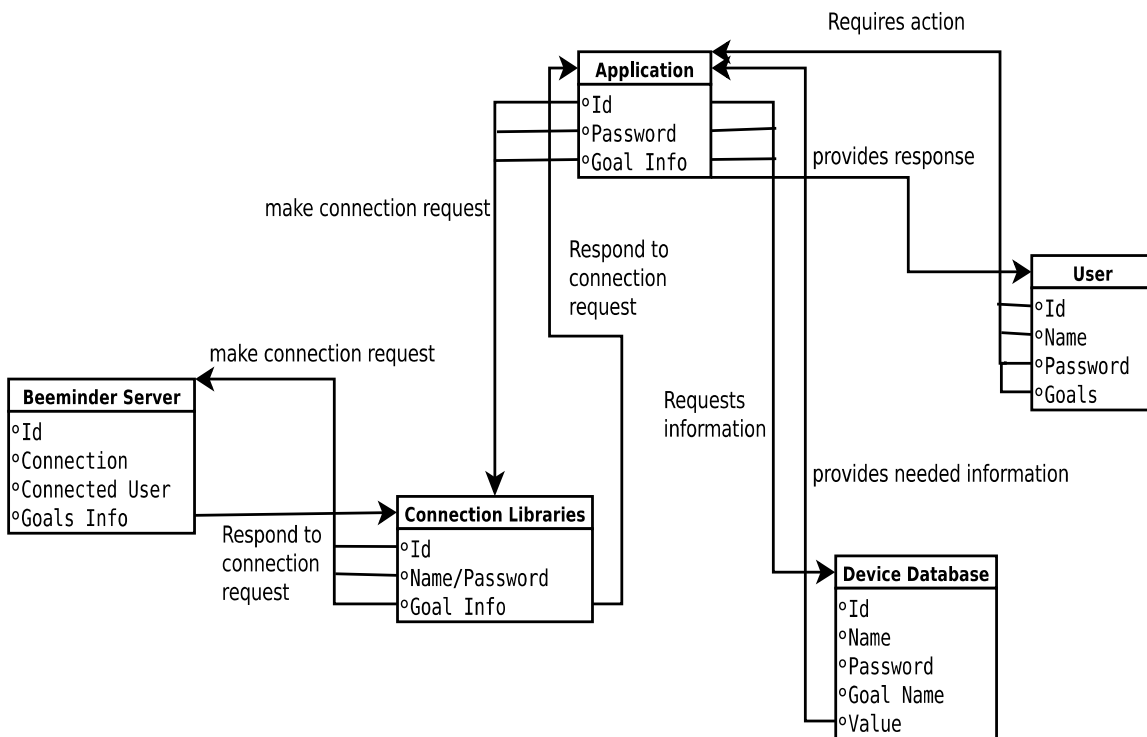 Requires action
Application
Id
Password
Goal Info
provides response
make connection request
Respond to
connection
request
User
Id
Name
Password
Goals
make connection request
Beeminder Server
Id
Connection
Connected User
Goals Info
Requests
information
provides needed information
Connection Libraries
Id
Name/Password
Goal Info
Respond to
connection
request
Device Database
Id
Name
Password
Goal Name
Value